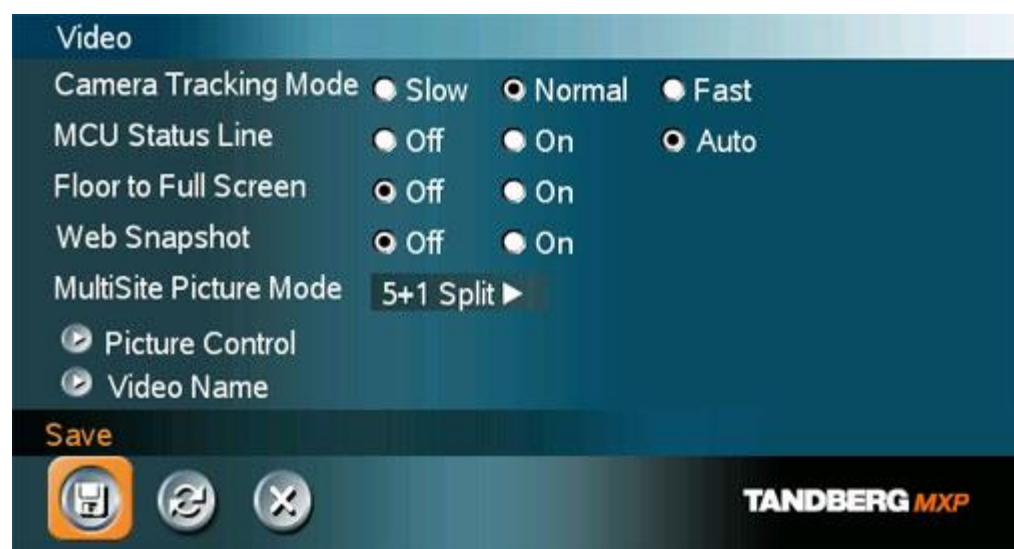 Video
Camera Tracking Mode Slow Normal Fast
MCU Status Line Off On Auto
Floor to Full Screen Off On
Web Snapshot Off On
MultiSite Picture Mode 5+1 Split
Picture Control
Video Name
Save
TANDBERG MXP